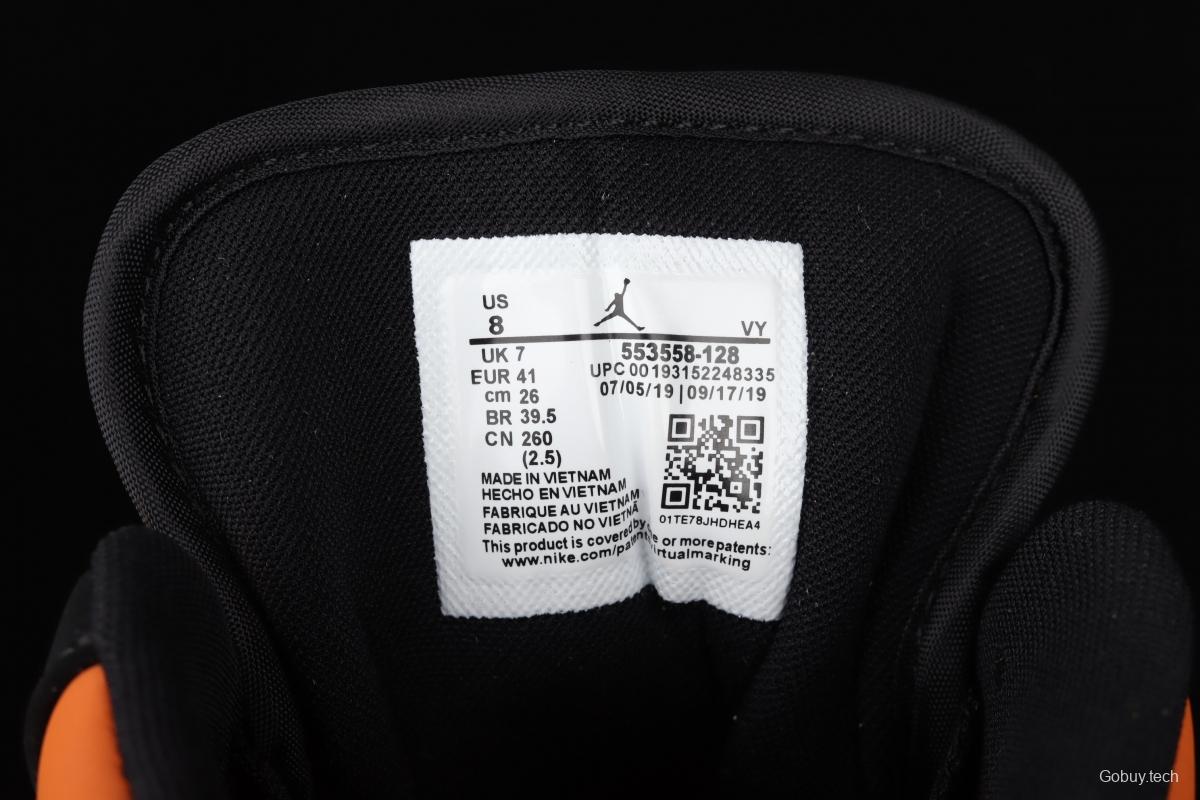 US
8
VY
UK 7
EUR 41
cm 26
BR 39.5
CN 260
(2.5)
553558-128
UPC 00193152248335
07/05/19 | 09/17/19
01TE78JHDHEA4
MADE IN VIETNAM
HECHO EN VIETNAM
FABRIQUE AU VIETNAM
FABRICADO NO VIETNÃ
This product is covered by or more patents:
www.nike.com/
Gobuy.tech